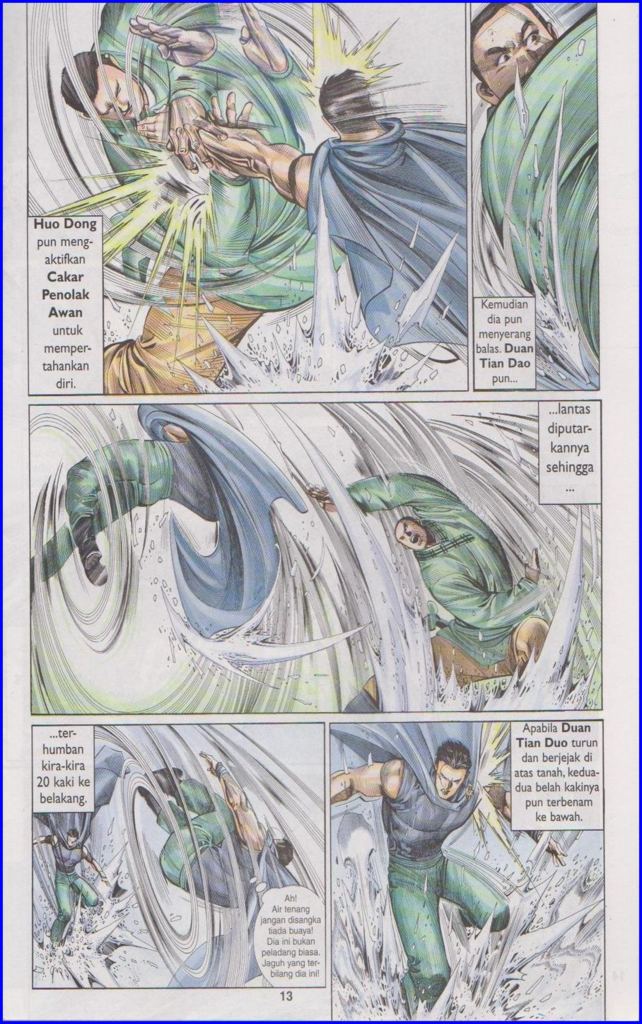 Huo Dong
pun meng-
aktifkan
Cakar
Penolak
Awan
untuk
memper-
tahankan
diri.
Kemudian
dia pun
menyerang
balas. Duan
Tian Dao
pun...
...lantas
diputar-
kannya
sehingga
...
...ter-
humban
kira-kira
20 kaki ke
belakang.
Ah!
Air tenang
jangan disangka
tiada buaya!
Dia ini bukan
peladang biasa.
Jaguh yang ter-
bilang dia ini!
Apabila Duan
Tian Duo turun
dan berjejak di
atas tanah, kedua-
dua belah kakinya
pun terbenam
ke bawah.
13